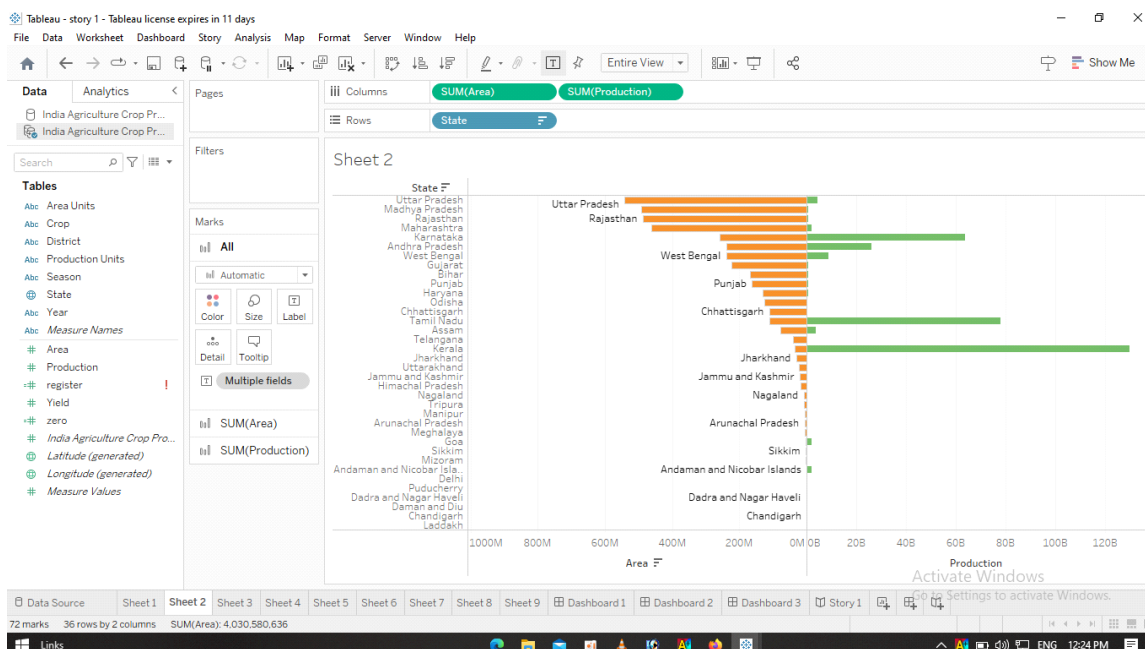 Tableau - story 1 - Tableau license expires in 11 days
File Data Worksheet Dashboard Story Analysis Map Format Server Window Help
Entire View
Show Me
Data Analytics
India Agriculture Crop Pr...
India Agriculture Crop Pr...
Search
Tables
Abc Area Units
Abc Crop
Abc District
Abc Production Units
Abc Season
State
Abc Year
Abc Measure Names
# Area
# Production
=# register !
# Yield
=# zero
# India Agriculture Crop Pro...
Latitude (generated)
Longitude (generated)
# Measure Values
Pages
Filters
Marks
All
Automatic
Color Size Label
Detail Tooltip
Multiple fields
SUM(Area)
SUM(Production)
Columns SUM(Area) SUM(Production)
Rows State
Sheet 2
State
Uttar Pradesh
Madhya Pradesh
Rajasthan
Maharashtra
Karnataka
Andhra Pradesh
West Bengal
Gujarat
Bihar
Punjab
Haryana
Odisha
Chhattisgarh
Tamil Nadu
Assam
Telangana
Kerala
Jharkhand
Uttarakhand
Jammu and Kashmir
Himachal Pradesh
Nagaland
Tripura
Manipur
Arunachal Pradesh
Meghalaya
Goa
Sikkim
Mizoram
Andaman and Nicobar Isla..
Delhi
Puducherry
Dadra and Nagar Haveli
Daman and Diu
Chandigarh
Laddakh
Uttar Pradesh
Rajasthan
West Bengal
Punjab
Chhattisgarh
Jharkhand
Jammu and Kashmir
Nagaland
Arunachal Pradesh
Sikkim
Andaman and Nicobar Islands
Dadra and Nagar Haveli
Chandigarh
1000M 800M 600M 400M 200M 0M 0B 20B 40B 60B 80B 100B 120B
Area Production
Activate Windows
Go to Settings to activate Windows.
Data Source Sheet 1 Sheet 2 Sheet 3 Sheet 4 Sheet 5 Sheet 6 Sheet 7 Sheet 8 Sheet 9 Dashboard 1 Dashboard 2 Dashboard 3 Story 1
72 marks 36 rows by 2 columns SUM(Area): 4,030,580,636
Links ENG 12:24 PM